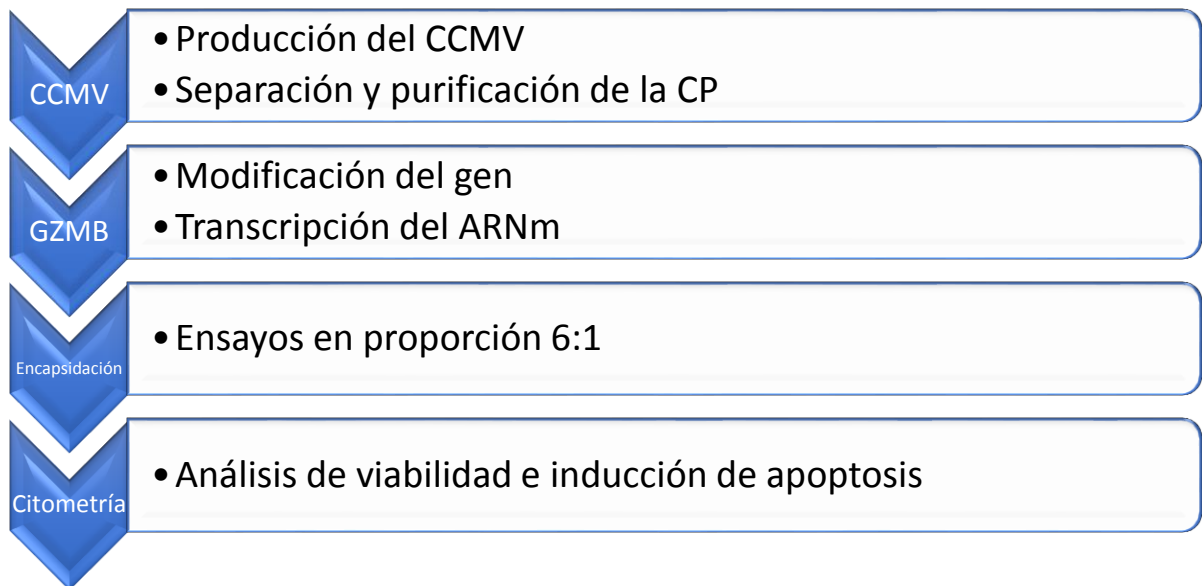 CCMV
• Producción del CCMV
• Separación y purificación de la CP
GZMB
• Modificación del gen
• Transcripción del ARNm
Encapsidación
• Ensayos en proporción 6:1
Citometría
• Análisis de viabilidad e inducción de apoptosis